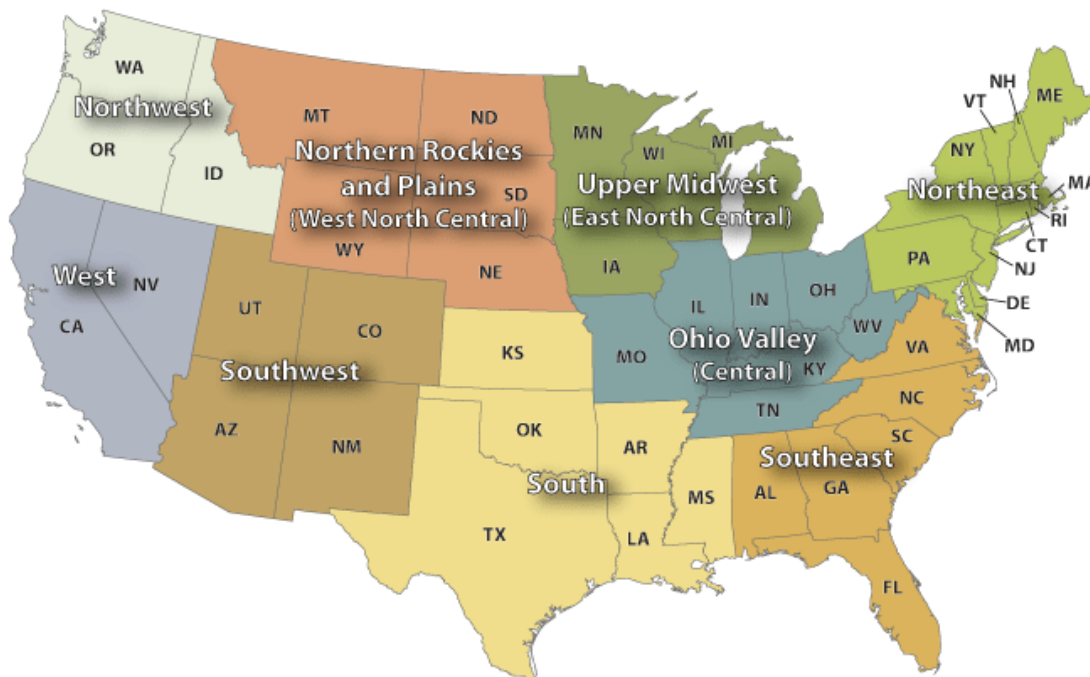 WA
Northwest
OR
ID
MT
ND
Northern Rockies
and Plains
(West North Central)
SD
WY
NE
MN
WI
MI
Upper Midwest
(East North Central)
IA
NH
VT
ME
NY
Northeast
MA
RI
CT
PA
NJ
DE
MD
West
NV
CA
UT
CO
Southwest
AZ
NM
KS
OK
AR
South
TX
LA
MS
IL
IN
OH
WV
Ohio Valley
(Central)
MO
KY
TN
VA
NC
SC
Southeast
AL
GA
FL